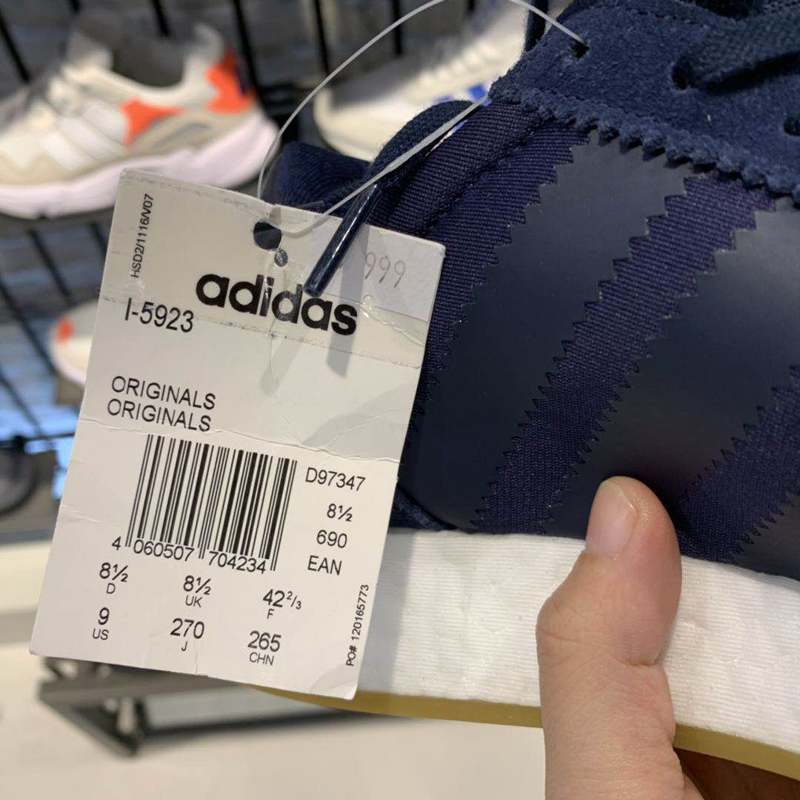 HSD2/1116/V07
999
adidas
I-5923
ORIGINALS
ORIGINALS
D97347
8½
690
EAN
4 060507 704234
8½ 8½ 42⅔
D UK F
9 270 265
US J CHN
PO# 120165773